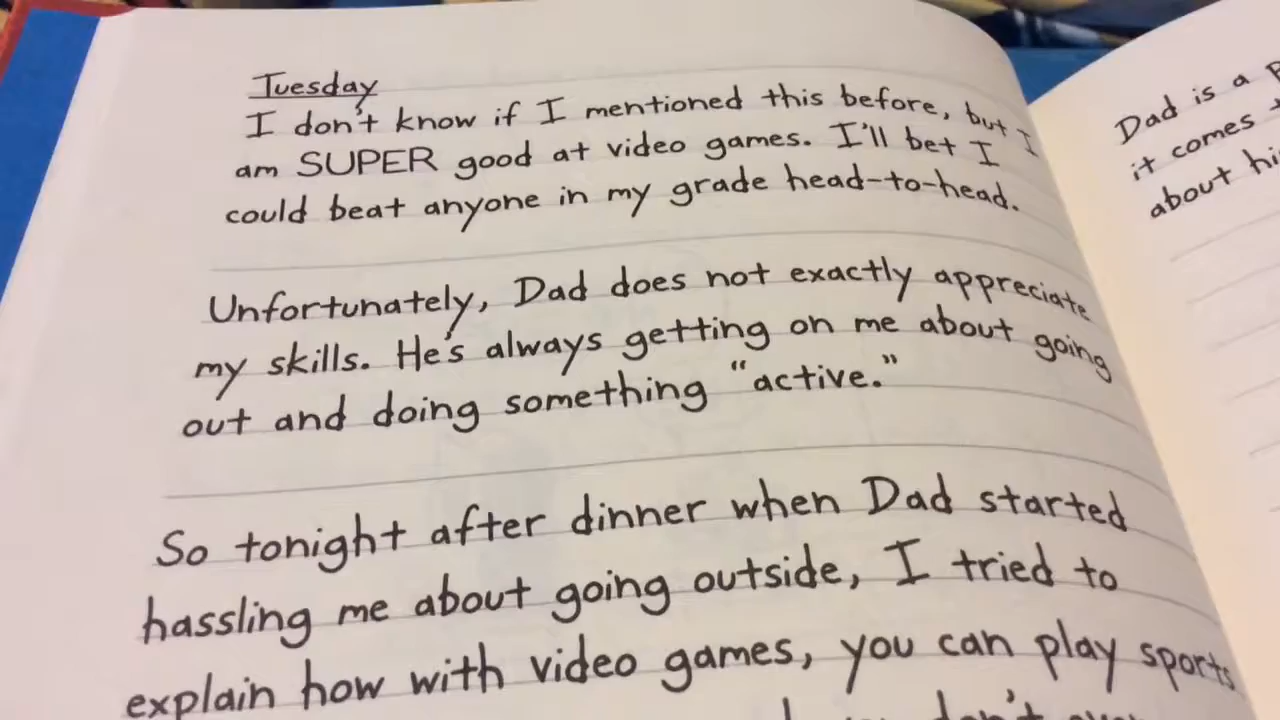 Tuesday
I don't know if I mentioned this before, but I
am SUPER good at video games. I'll bet I
could beat anyone in my grade head-to-head.
Unfortunately, Dad does not exactly appreciate
my skills. He's always getting on me about going
out and doing something "active."
So tonight after dinner when Dad started
hassling me about going outside, I tried to
explain how with video games, you can play sports
don't
Dad is a
it comes
about